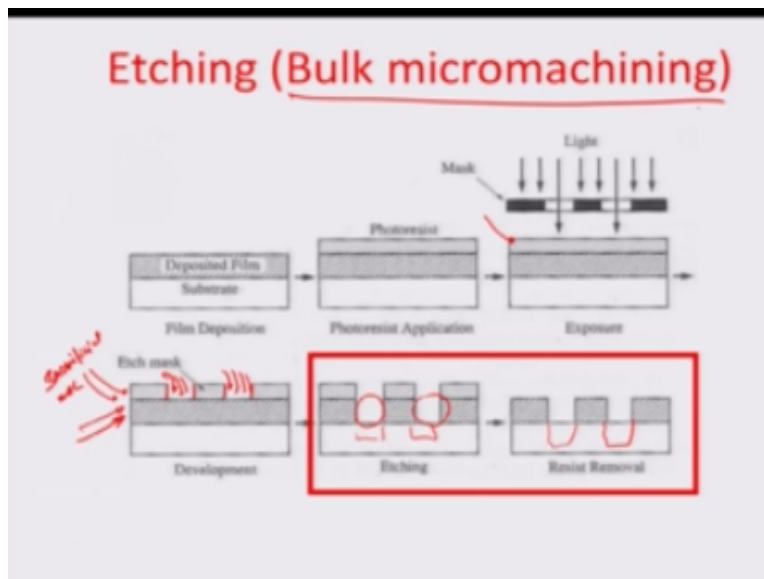 Etching (Bulk micromachining)
Light
Mask
Photoresist
Deposited Film
Substrate
Film Deposition
Photoresist Application
Exposure
Etch mask
Development
Etching
Resist Removal